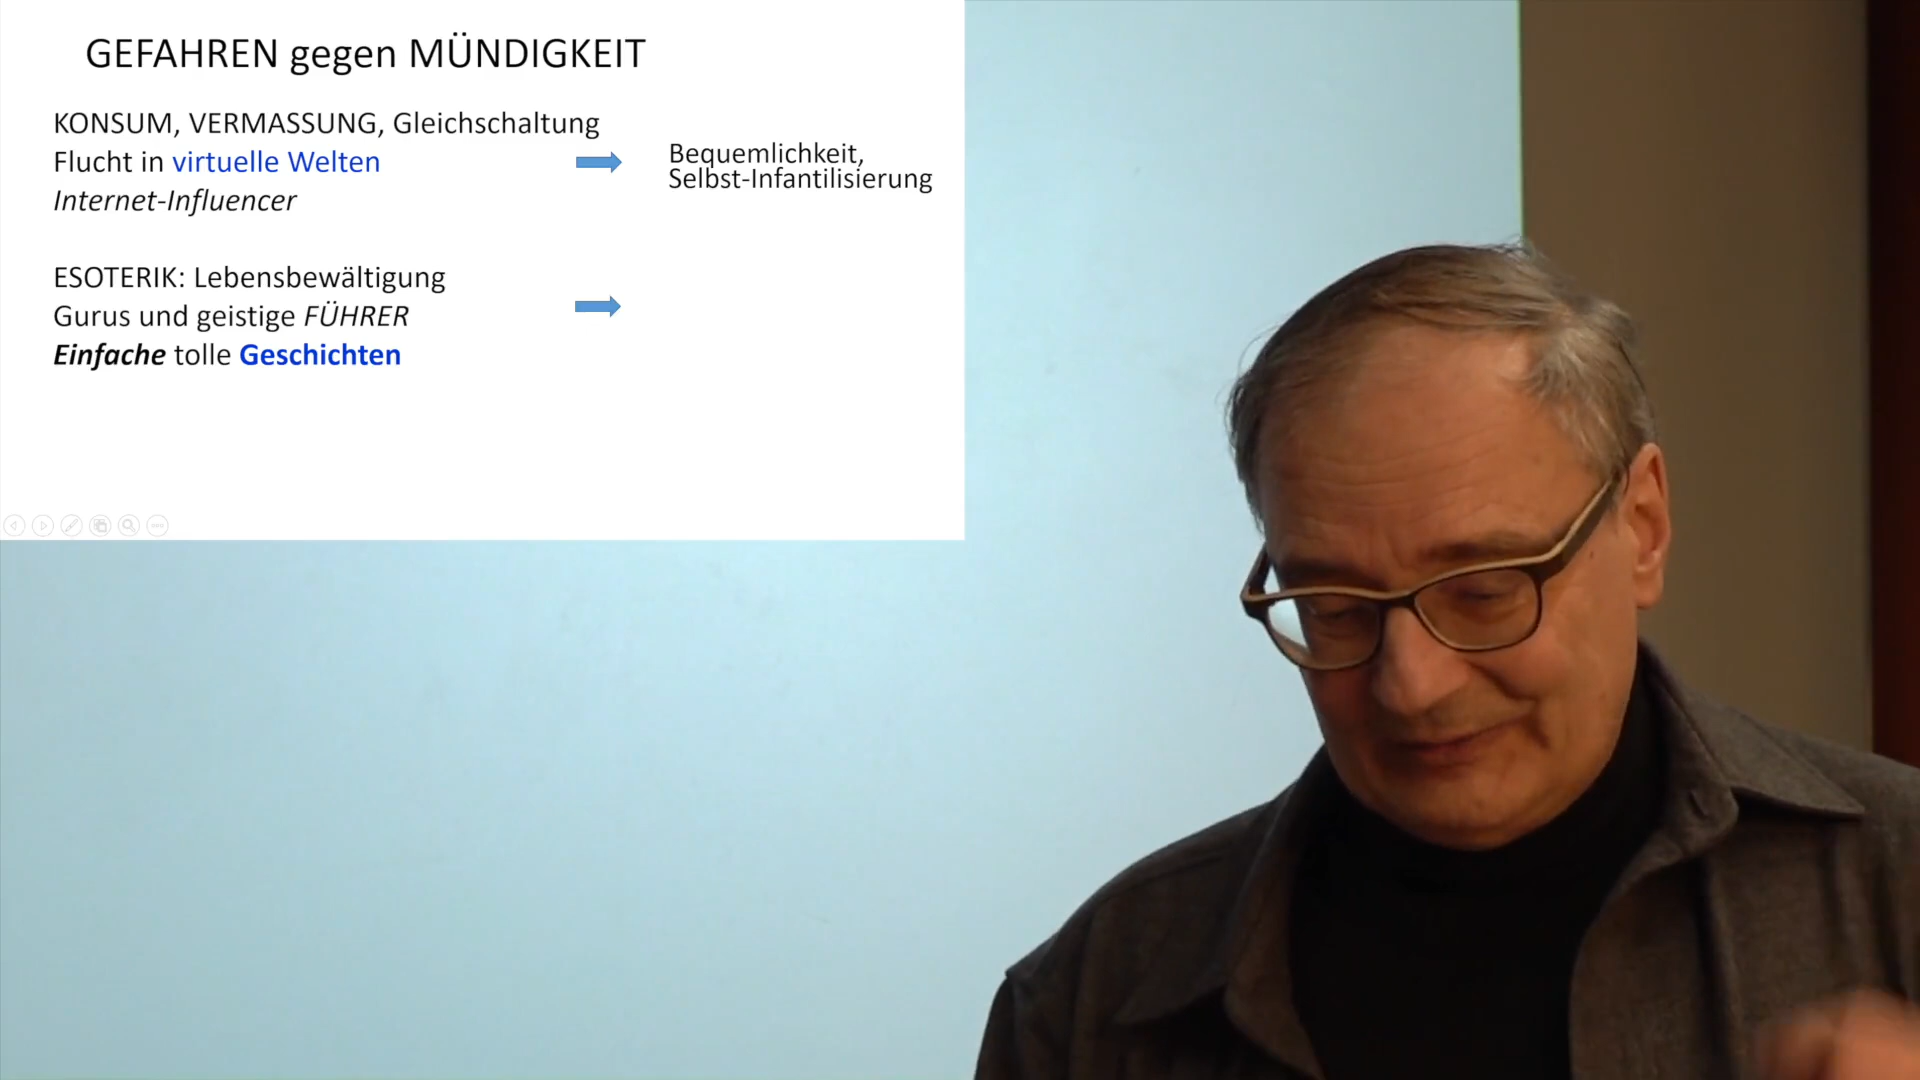 GEFAHREN gegen MÜNDIGKEIT
KONSUM, VERMASSUNG, Gleichschaltung
Flucht in virtuelle Welten
Internet-Influencer
Bequemlichkeit,
Selbst-Infantilisierung
ESOTERIK: Lebensbewältigung
Gurus und geistige FÜHRER
Einfache tolle Geschichten